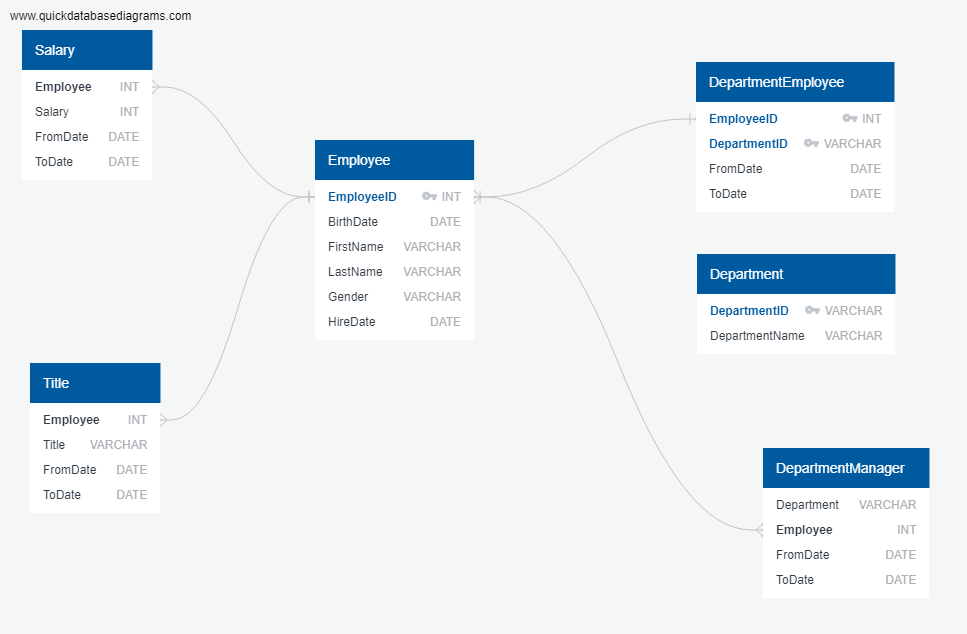 www.quickdatabasediagrams.com
Salary
Employee INT
Salary INT
FromDate DATE
ToDate DATE
Employee
EmployeeID INT
BirthDate DATE
FirstName VARCHAR
LastName VARCHAR
Gender VARCHAR
HireDate DATE
Title
Employee INT
Title VARCHAR
FromDate DATE
ToDate DATE
DepartmentEmployee
EmployeeID INT
DepartmentID VARCHAR
FromDate DATE
ToDate DATE
Department
DepartmentID VARCHAR
DepartmentName VARCHAR
DepartmentManager
Department VARCHAR
Employee INT
FromDate DATE
ToDate DATE